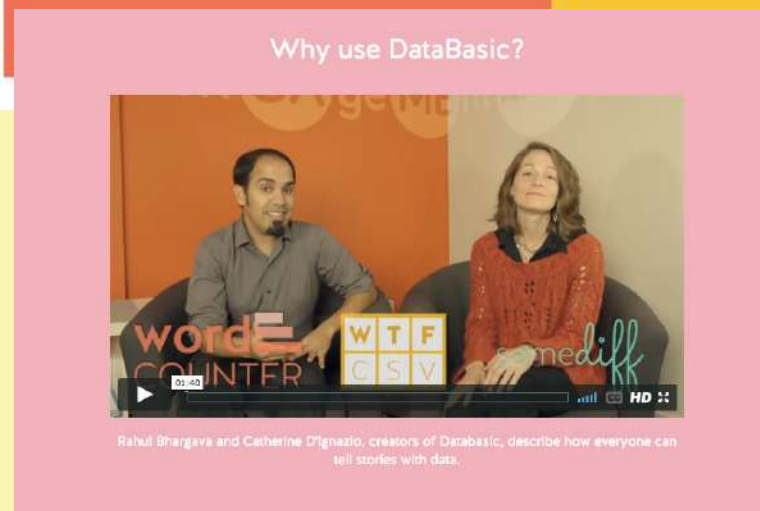 Why use DataBasic?
word
COUNTER
WTF
CSV
samediff
01:40
CC HD
Rahul Bhargava and Catherine D'Ignazio, creators of Databasic, describe how everyone can
tell stories with data.